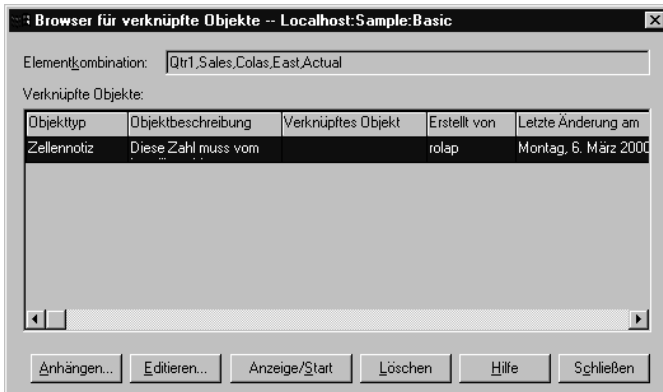 Browser für verknüpfte Objekte -- Localhost:Sample:Basic
Elementkombination: Qtr1,Sales,Colas,East,Actual
Verknüpfte Objekte:
Objekttyp Objektbeschreibung Verknüpftes Objekt Erstellt von Letzte Änderung am
Zellennotiz Diese Zahl muss vom rolap Montag, 6. März 2000
Anhängen... Editieren... Anzeige/Start Löschen Hilfe Schließen